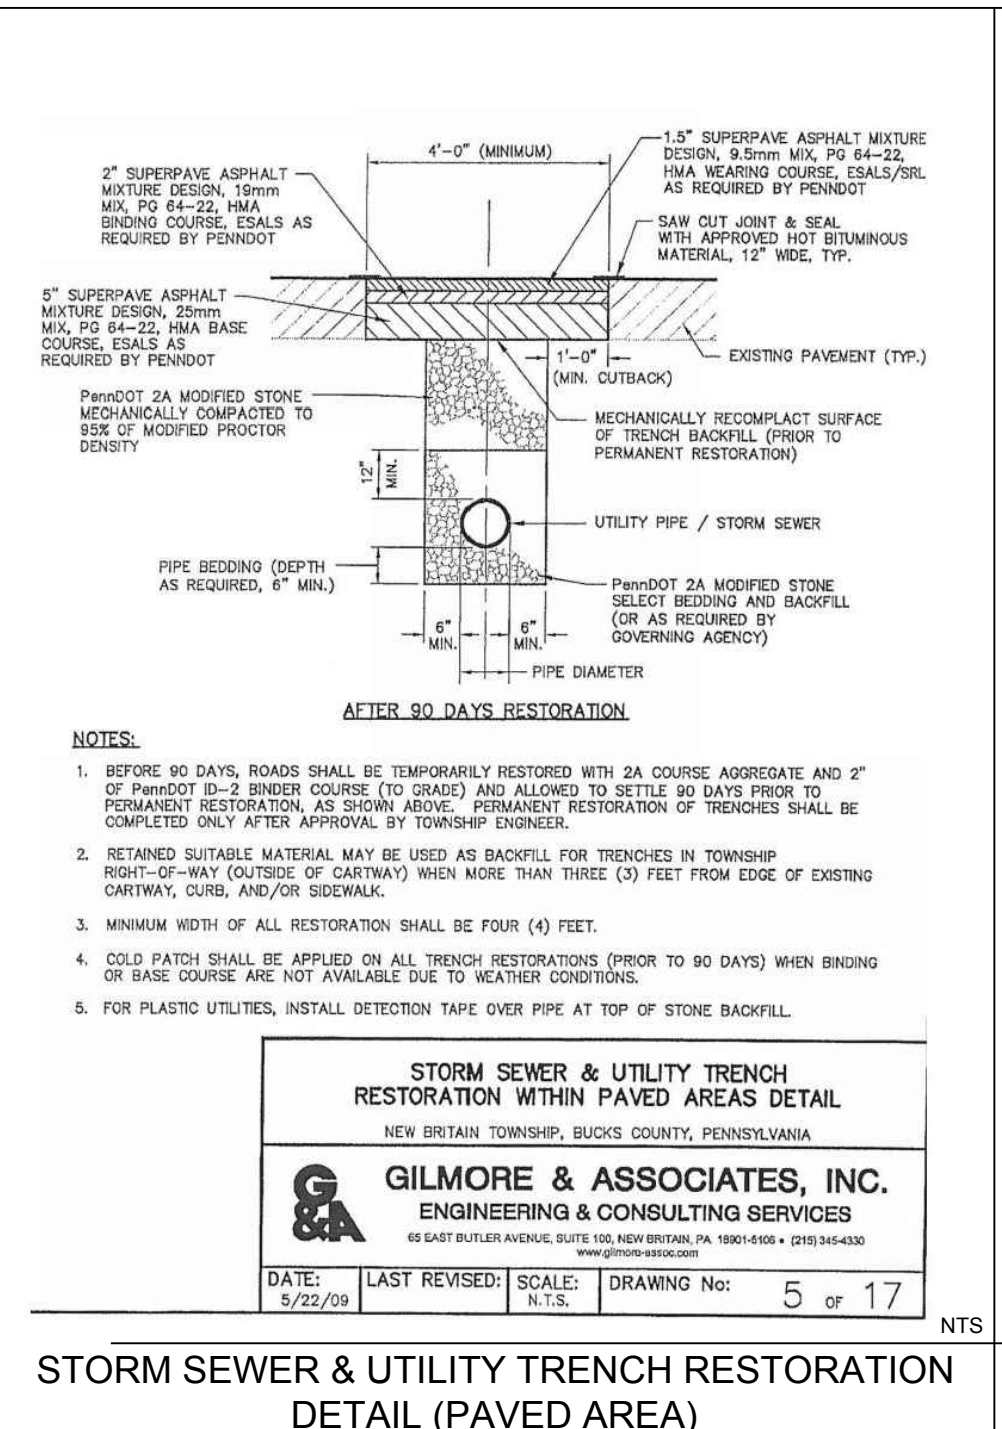 4'-0" (MINIMUM)
2" SUPERPAVE ASPHALT
MIXTURE DESIGN, 19mm
MIX, PG 64-22, HMA
BINDING COURSE, ESALS AS
REQUIRED BY PENNDOT
1.5" SUPERPAVE ASPHALT MIXTURE
DESIGN, 9.5mm MIX, PG 64-22,
HMA WEARING COURSE, ESALS/SRL
AS REQUIRED BY PENNDOT
SAW CUT JOINT & SEAL
WITH APPROVED HOT BITUMINOUS
MATERIAL, 12" WIDE, TYP.
5" SUPERPAVE ASPHALT
MIXTURE DESIGN, 25mm
MIX, PG 64-22, HMA BASE
COURSE, ESALS AS
REQUIRED BY PENNDOT
1'-0"
(MIN. CUTBACK)
EXISTING PAVEMENT (TYP.)
PennDOT 2A MODIFIED STONE
MECHANICALLY COMPACTED TO
95% OF MODIFIED PROCTOR
DENSITY
MECHANICALLY RECOMPLACT SURFACE
OF TRENCH BACKFILL (PRIOR TO
PERMANENT RESTORATION)
12"
MIN.
UTILITY PIPE / STORM SEWER
PIPE BEDDING (DEPTH
AS REQUIRED, 6" MIN.)
PennDOT 2A MODIFIED STONE
SELECT BEDDING AND BACKFILL
(OR AS REQUIRED BY
GOVERNING AGENCY)
6"
MIN.
6"
MIN.
PIPE DIAMETER
AFTER 90 DAYS RESTORATION
NOTES:
1. BEFORE 90 DAYS, ROADS SHALL BE TEMPORARILY RESTORED WITH 2A COURSE AGGREGATE AND 2"
OF PennDOT ID-2 BINDER COURSE (TO GRADE) AND ALLOWED TO SETTLE 90 DAYS PRIOR TO
PERMANENT RESTORATION, AS SHOWN ABOVE. PERMANENT RESTORATION OF TRENCHES SHALL BE
COMPLETED ONLY AFTER APPROVAL BY TOWNSHIP ENGINEER.
2. RETAINED SUITABLE MATERIAL MAY BE USED AS BACKFILL FOR TRENCHES IN TOWNSHIP
RIGHT-OF-WAY (OUTSIDE OF CARTWAY) WHEN MORE THAN THREE (3) FEET FROM EDGE OF EXISTING
CARTWAY, CURB, AND/OR SIDEWALK.
3. MINIMUM WIDTH OF ALL RESTORATION SHALL BE FOUR (4) FEET.
4. COLD PATCH SHALL BE APPLIED ON ALL TRENCH RESTORATIONS (PRIOR TO 90 DAYS) WHEN BINDING
OR BASE COURSE ARE NOT AVAILABLE DUE TO WEATHER CONDITIONS.
5. FOR PLASTIC UTILITIES, INSTALL DETECTION TAPE OVER PIPE AT TOP OF STONE BACKFILL.
STORM SEWER & UTILITY TRENCH
RESTORATION WITHIN PAVED AREAS DETAIL
NEW BRITAIN TOWNSHIP, BUCKS COUNTY, PENNSYLVANIA
G
&A
GILMORE & ASSOCIATES, INC.
ENGINEERING & CONSULTING SERVICES
65 EAST BUTLER AVENUE, SUITE 100, NEW BRITAIN, PA 18901-5106 • (215) 345-4330
www.gilmore-assoc.com
DATE:
5/22/09
LAST REVISED:
SCALE:
N.T.S.
DRAWING No:
5 OF 17
NTS
STORM SEWER & UTILITY TRENCH RESTORATION
DETAIL (PAVED AREA)